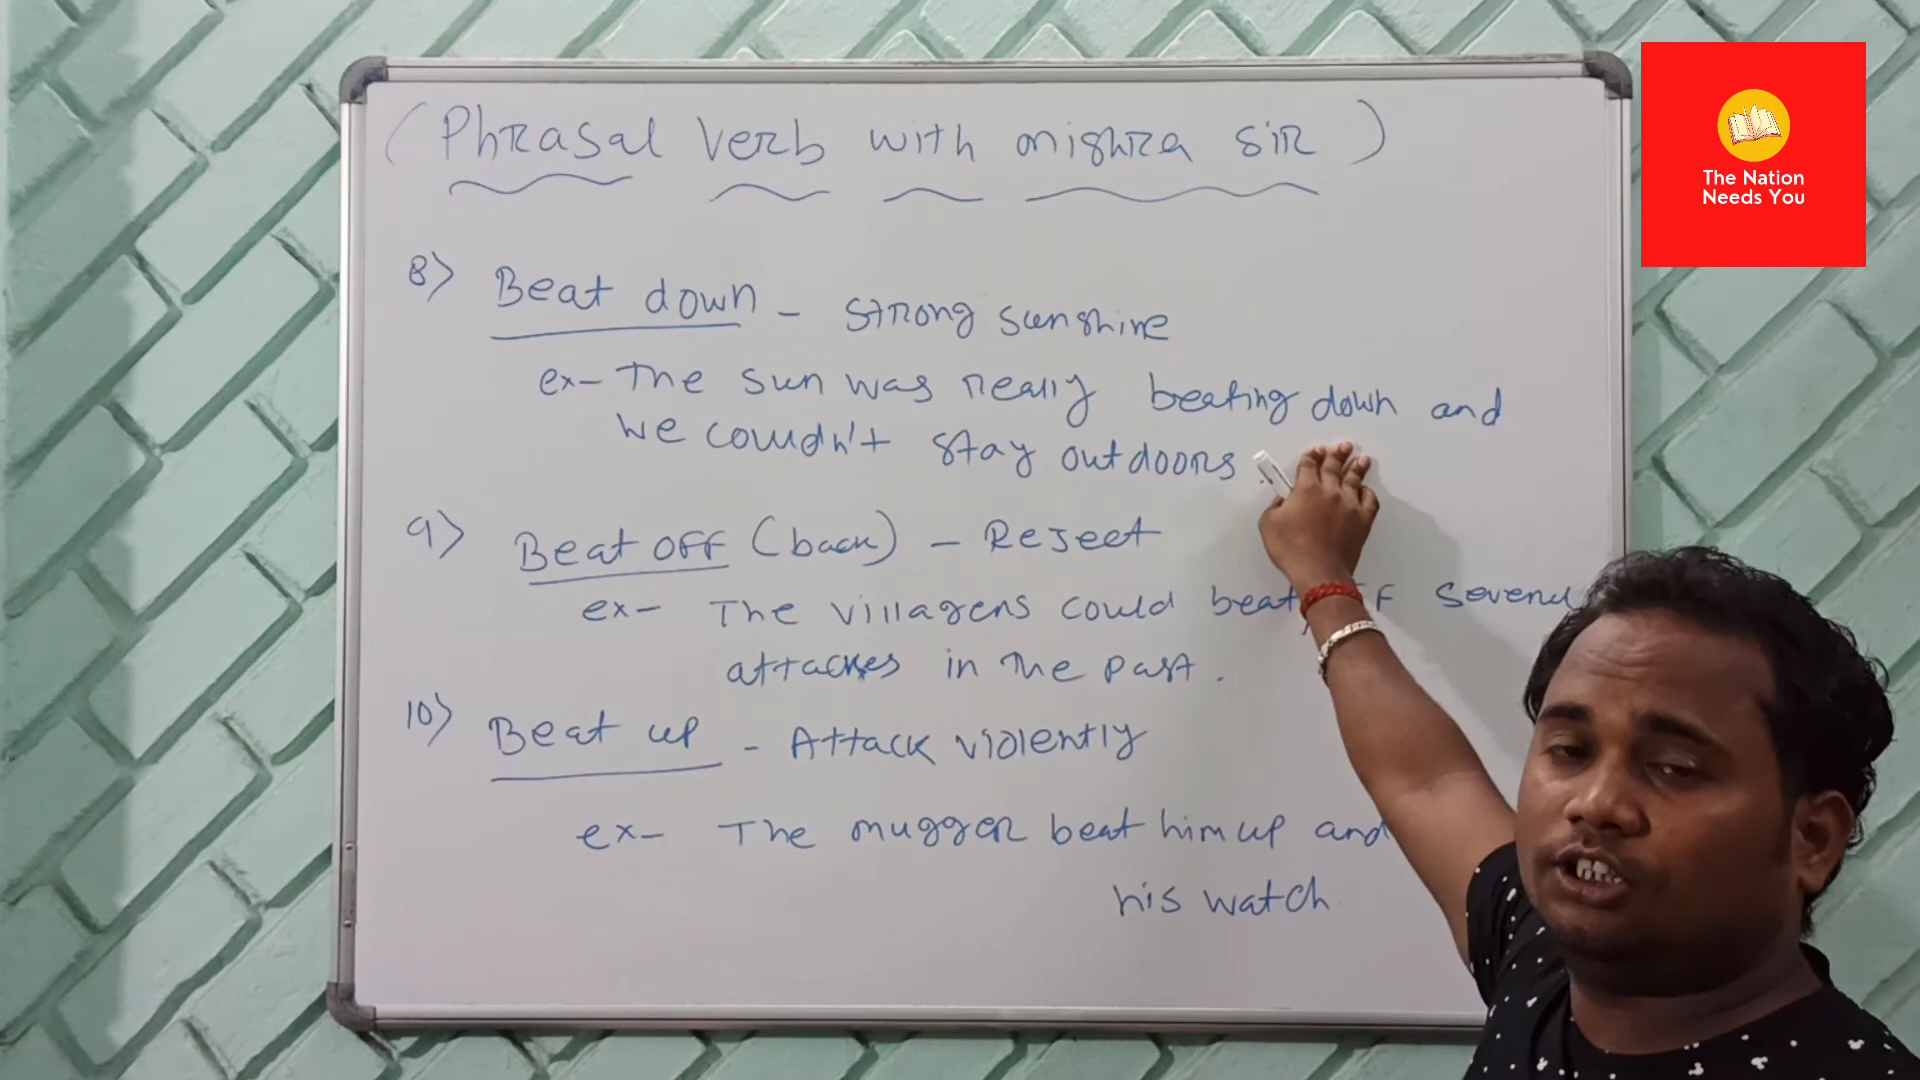 (Phrasal Verb with mishra sir)
The Nation
Needs You
8) Beat down - Strong sunshine
ex- The sun was really beating down and
we couldn't stay outdoors.
9) Beat off (back) - Reject
ex- The villagers could beat
attackes in the past.
10) Beat up - Attack violently
ex- The mugger beat him up and
his watch